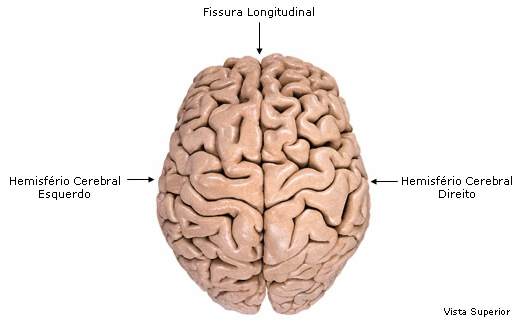 Fissura Longitudinal
Hemisfério Cerebral
Esquerdo
Hemisfério Cerebral
Direito
Vista Superior